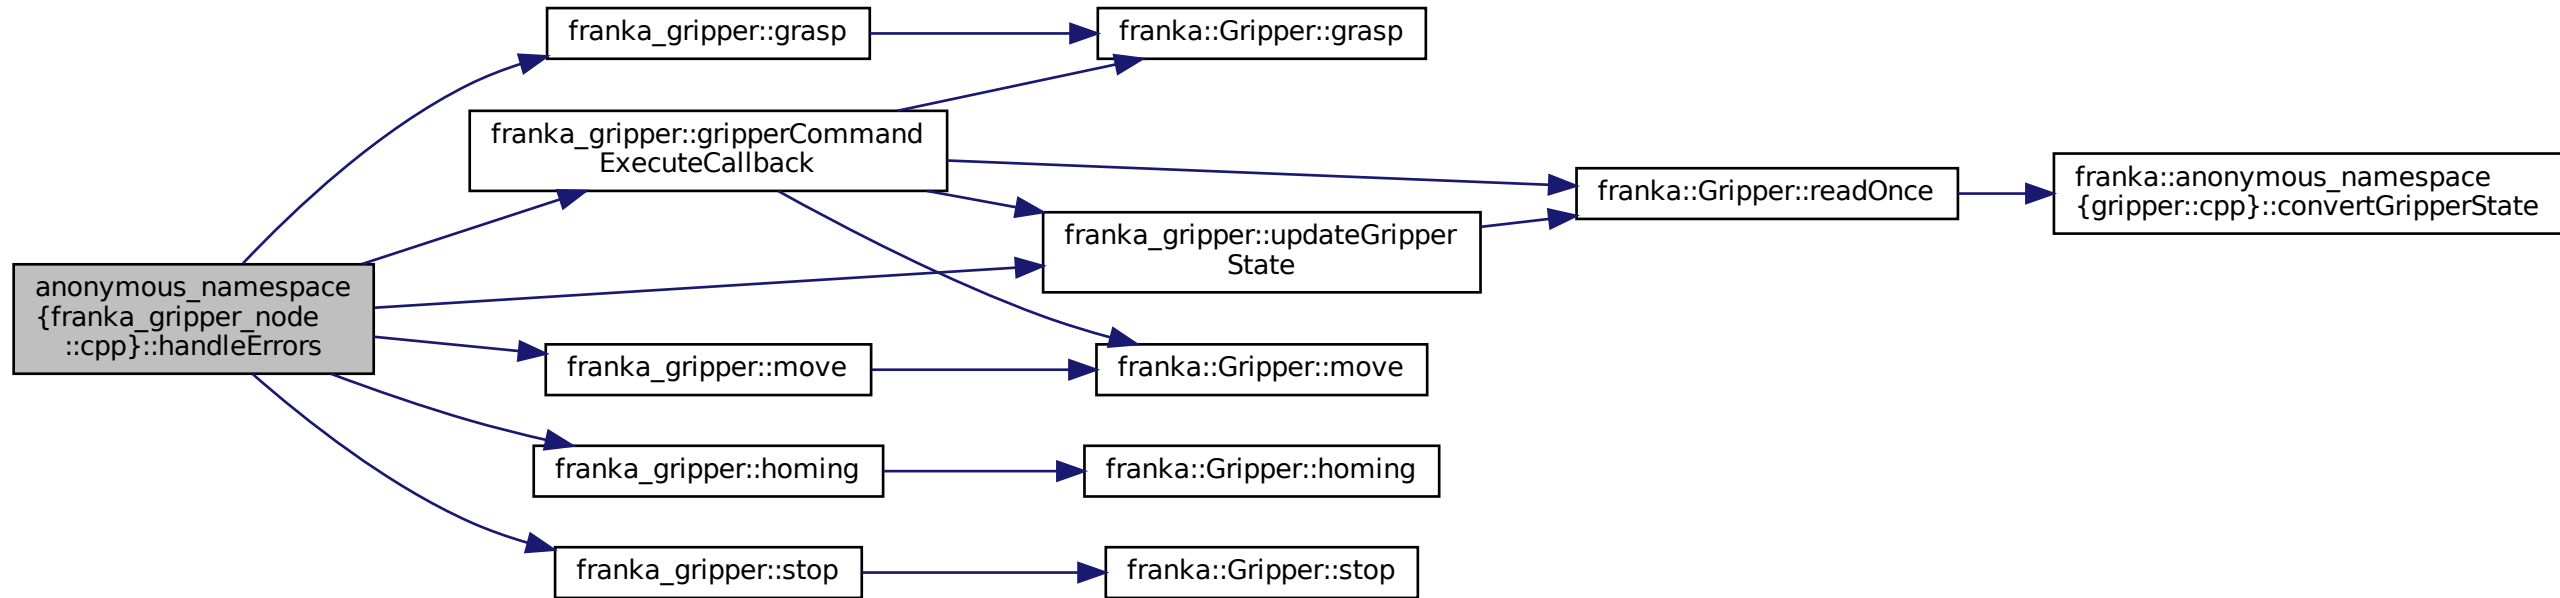 franka_gripper::grasp
franka::Gripper::grasp
franka_gripper::gripperCommand
ExecuteCallback
franka::Gripper::readOnce
franka::anonymous_namespace
{gripper::cpp}::convertGripperState
franka_gripper::updateGripper
State
anonymous_namespace
{franka_gripper_node
::cpp}::handleErrors
franka_gripper::move
franka::Gripper::move
franka_gripper::homing
franka::Gripper::homing
franka_gripper::stop
franka::Gripper::stop